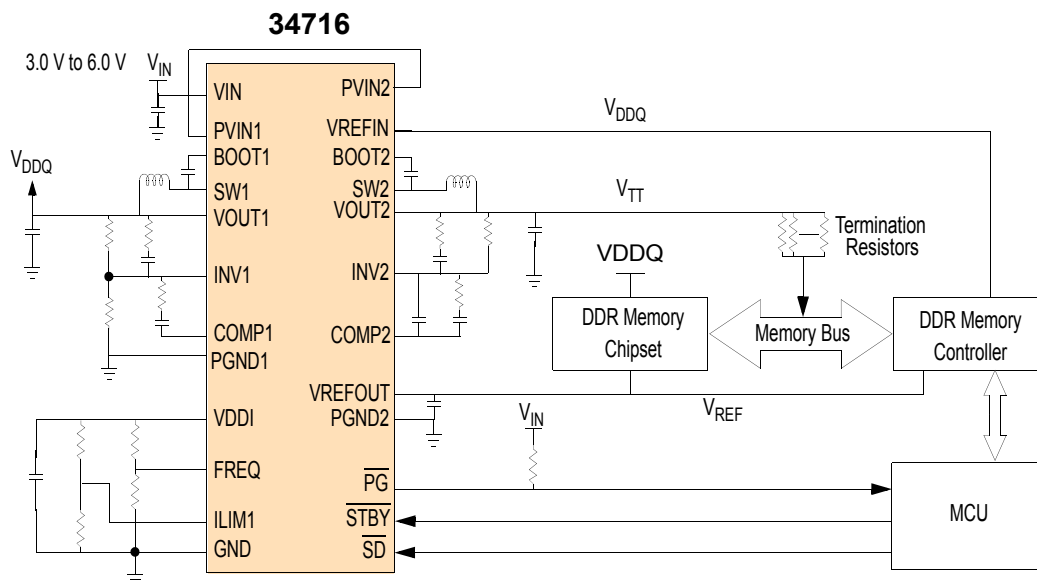 34716
3.0 V to 6.0 V
VIN
VIN
PVIN1
BOOT1
VDDQ
SW1
VOUT1
INV1
COMP1
PGND1
VDDI
FREQ
ILIM1
GND
PVIN2
VREFIN
BOOT2
SW2
VOUT2
INV2
COMP2
VREFOUT
PGND2
PG
STBY
SD
VDDQ
VTT
Termination
Resistors
VDDQ
DDR Memory
Chipset
Memory Bus
DDR Memory
Controller
VREF
VIN
MCU